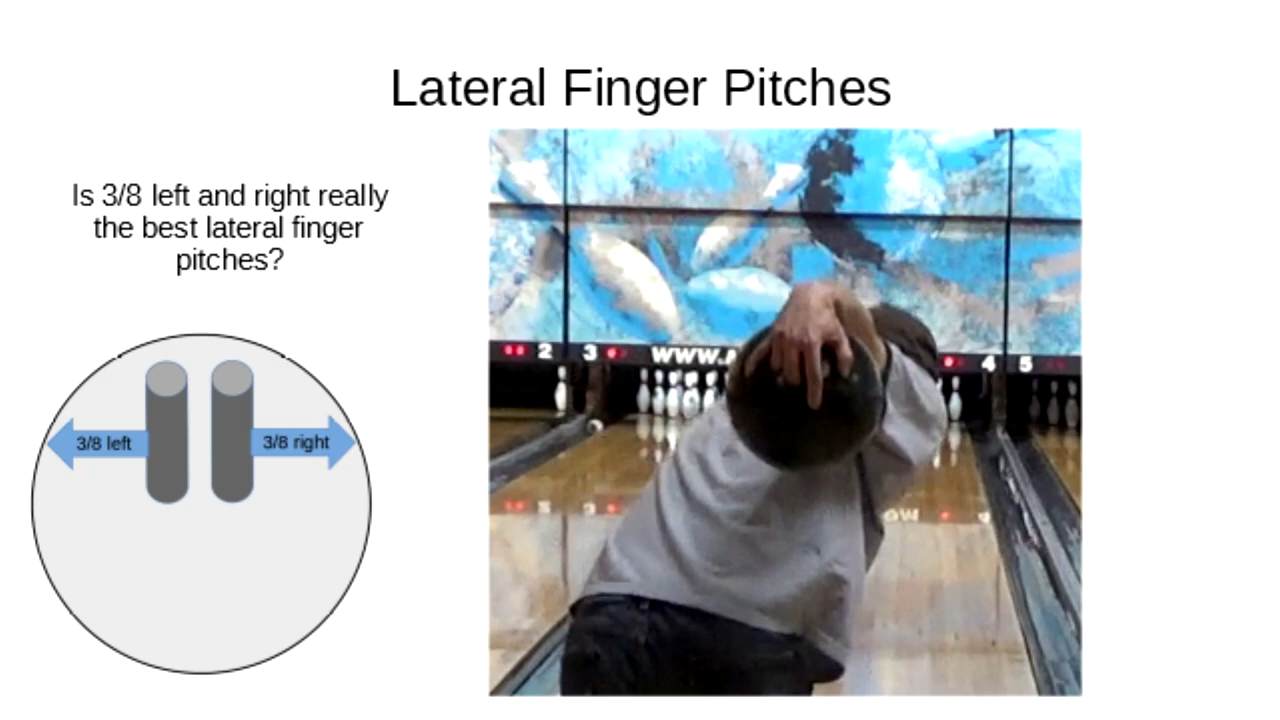 Lateral Finger Pitches
Is 3/8 left and right really
the best lateral finger
pitches?
3/8 left
3/8 right
2 3 WWW.A 4 5